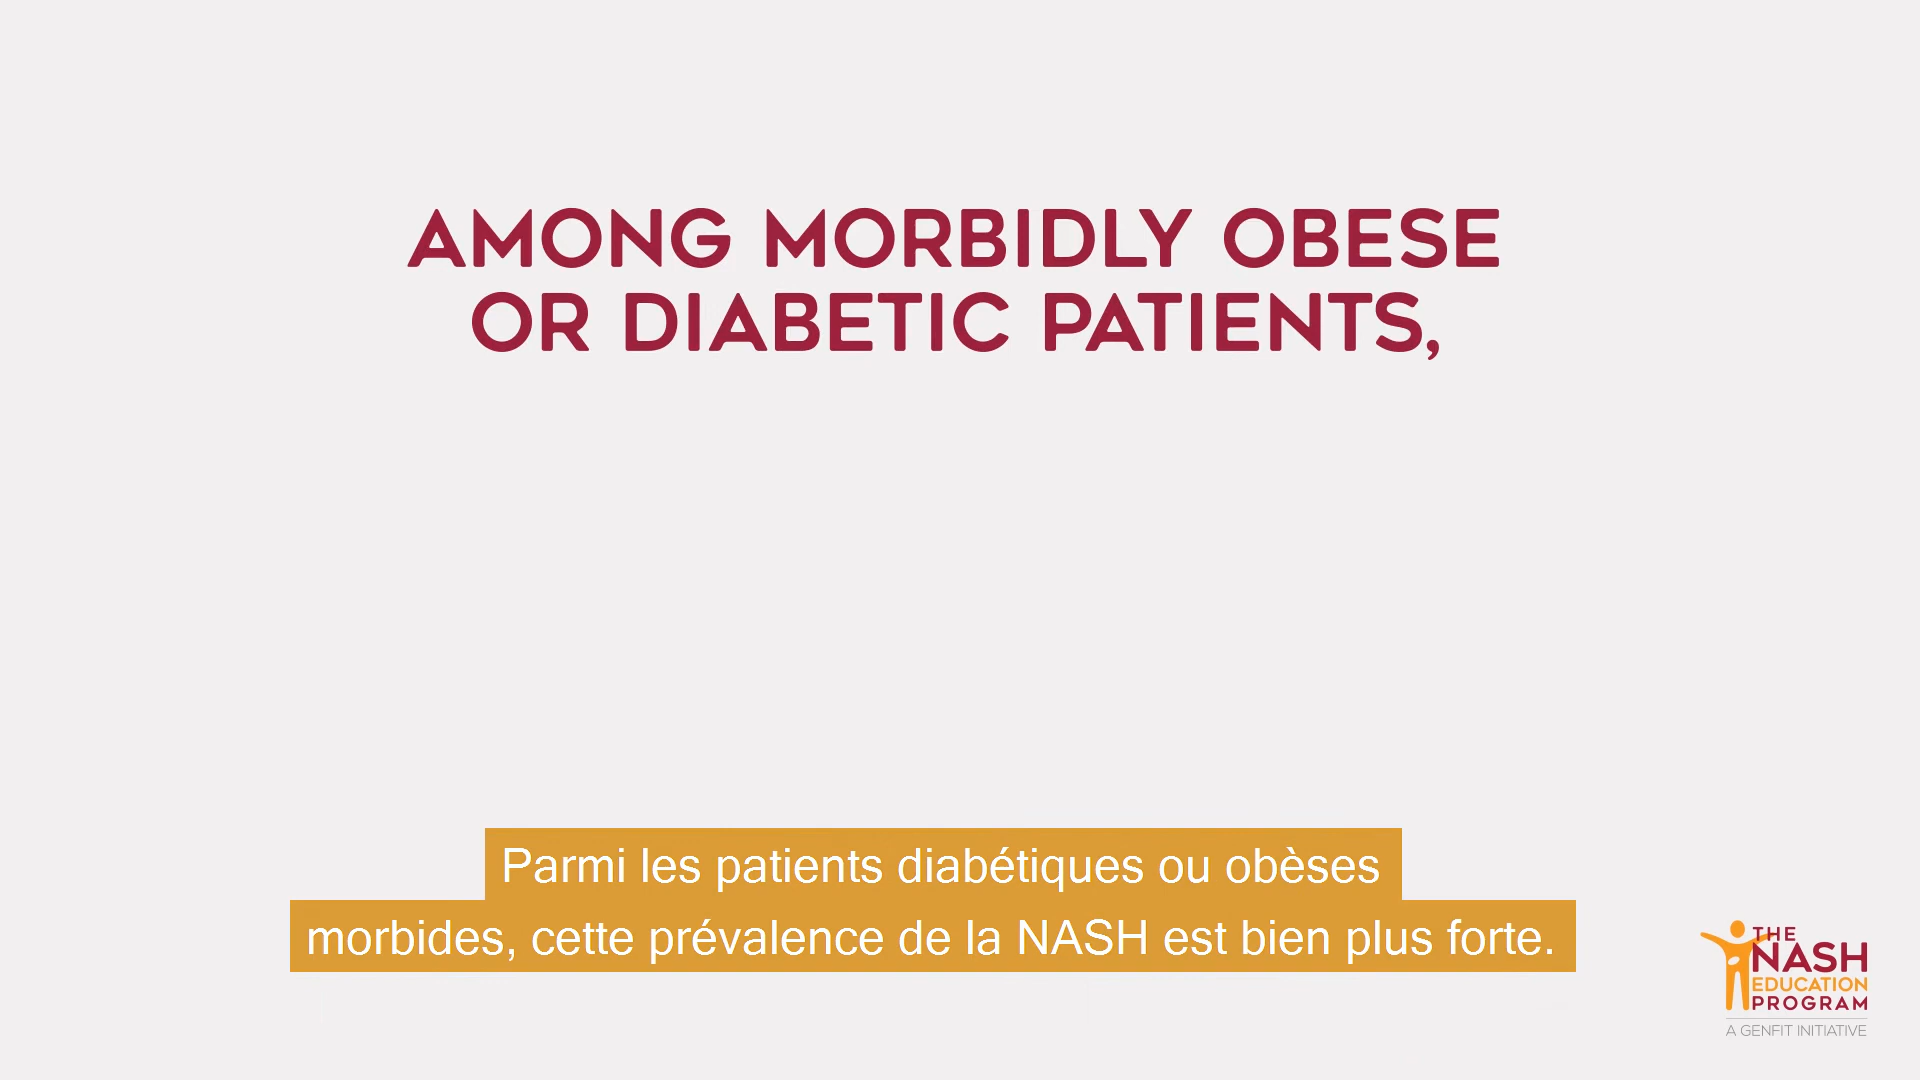 AMONG MORBIDLY OBESE
OR DIABETIC PATIENTS,
Parmi les patients diabétiques ou obèses
morbides, cette prévalence de la NASH est bien plus forte.
THE
NASH
EDUCATION
PROGRAM
A GENFIT INITIATIVE